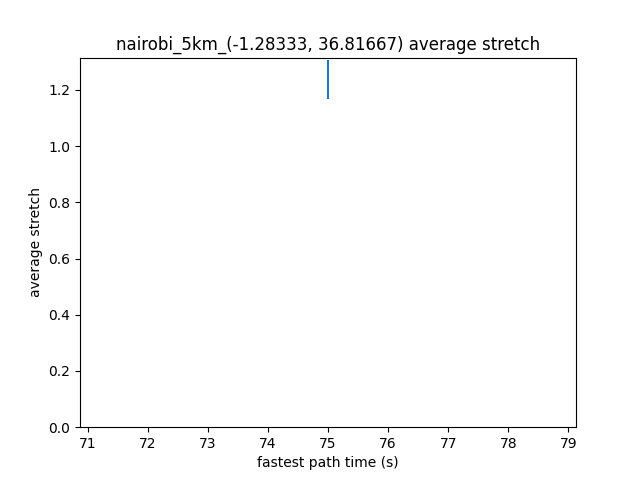 nairobi_5km_(-1.28333, 36.81667) average stretch
1.2
1.0
0.8
0.6
0.4
0.2
0.0
average stretch
71 72 73 74 75 76 77 78 79
fastest path time (s)